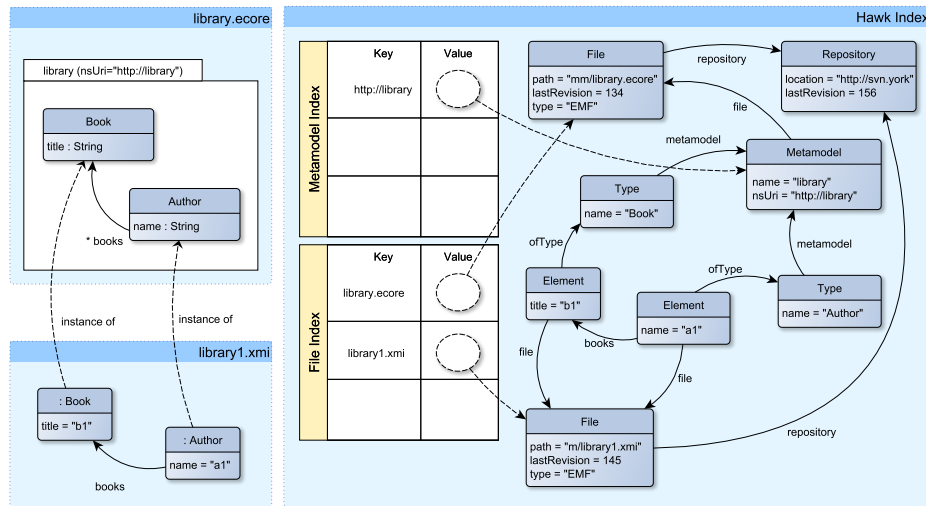 library.ecore
library (nsUri="http://library")
Book
title : String
Author
name : String
* books
instance of
instance of
library1.xmi
: Book
title = "b1"
: Author
name = "a1"
books
Hawk Index
Metamodel Index
Key
Value
http://library
File Index
Key
Value
library.ecore
library1.xmi
File
path = "mm/library.ecore"
lastRevision = 134
type = "EMF"
repository
Repository
location = "http://svn.york"
lastRevision = 156
file
metamodel
Metamodel
name = "library"
nsUri = "http://library"
Type
name = "Book"
ofType
metamodel
Element
title = "b1"
ofType
Element
name = "a1"
Type
name = "Author"
books
file
file
File
path = "m/library1.xmi"
lastRevision = 145
type = "EMF"
repository